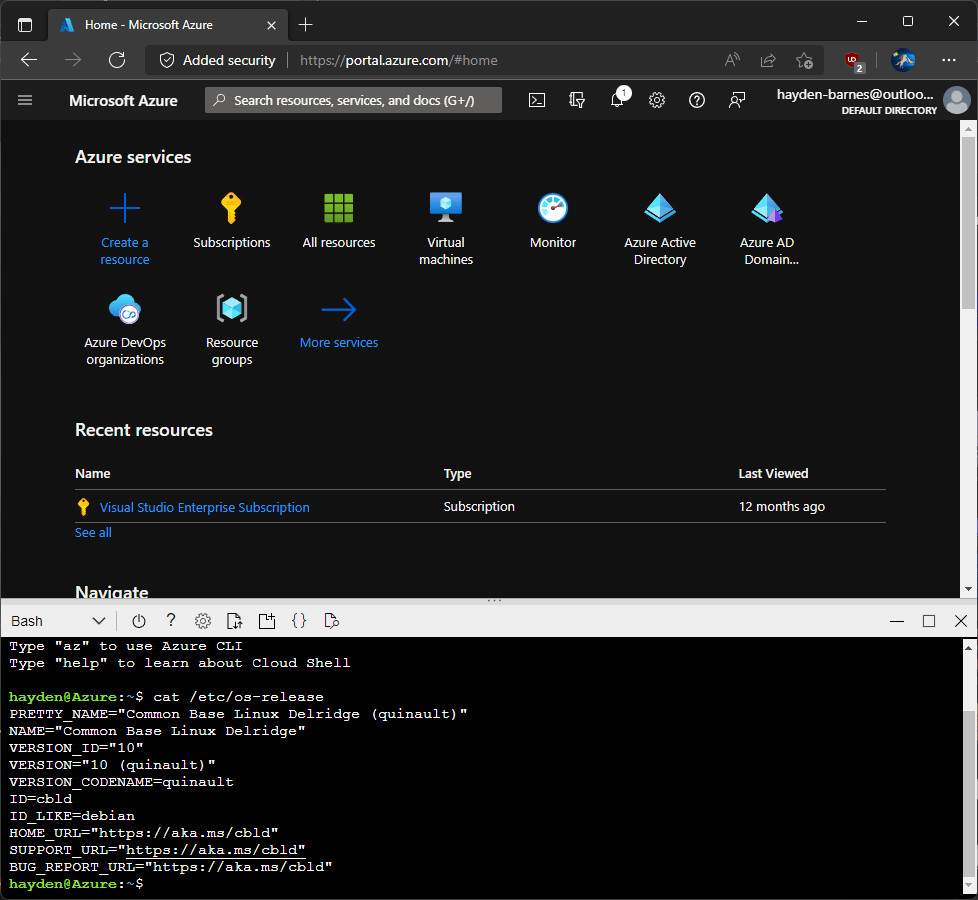 Home - Microsoft Azure
Added security
https://portal.azure.com/#home
UD
2
Microsoft Azure
Search resources, services, and docs (G+/)
1
hayden-barnes@outloo...
DEFAULT DIRECTORY
Azure services
Create a resource
Subscriptions
All resources
Virtual machines
Monitor
Azure Active Directory
Azure AD Domain...
Azure DevOps organizations
Resource groups
More services
Recent resources
Name Type Last Viewed
Visual Studio Enterprise Subscription Subscription 12 months ago
See all
Navigate
Bash
Type "az" to use Azure CLI
Type "help" to learn about Cloud Shell
hayden@Azure:~$ cat /etc/os-release
PRETTY_NAME="Common Base Linux Delridge (quinault)"
NAME="Common Base Linux Delridge"
VERSION_ID="10"
VERSION="10 (quinault)"
VERSION_CODENAME=quinault
ID=cbld
ID_LIKE=debian
HOME_URL="https://aka.ms/cbld"
SUPPORT_URL="https://aka.ms/cbld"
BUG_REPORT_URL="https://aka.ms/cbld"
hayden@Azure:~$